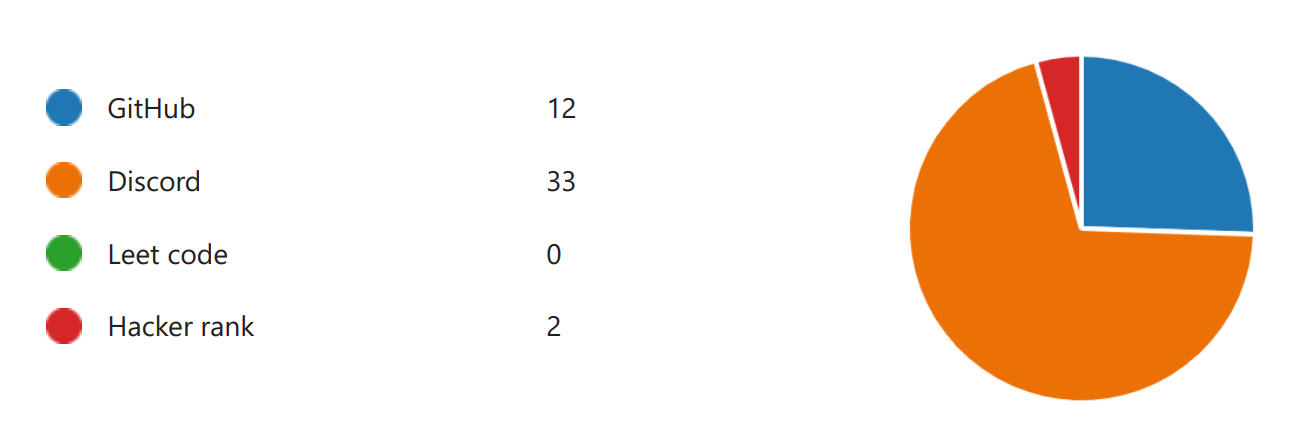 GitHub 12
Discord 33
Leet code 0
Hacker rank 2